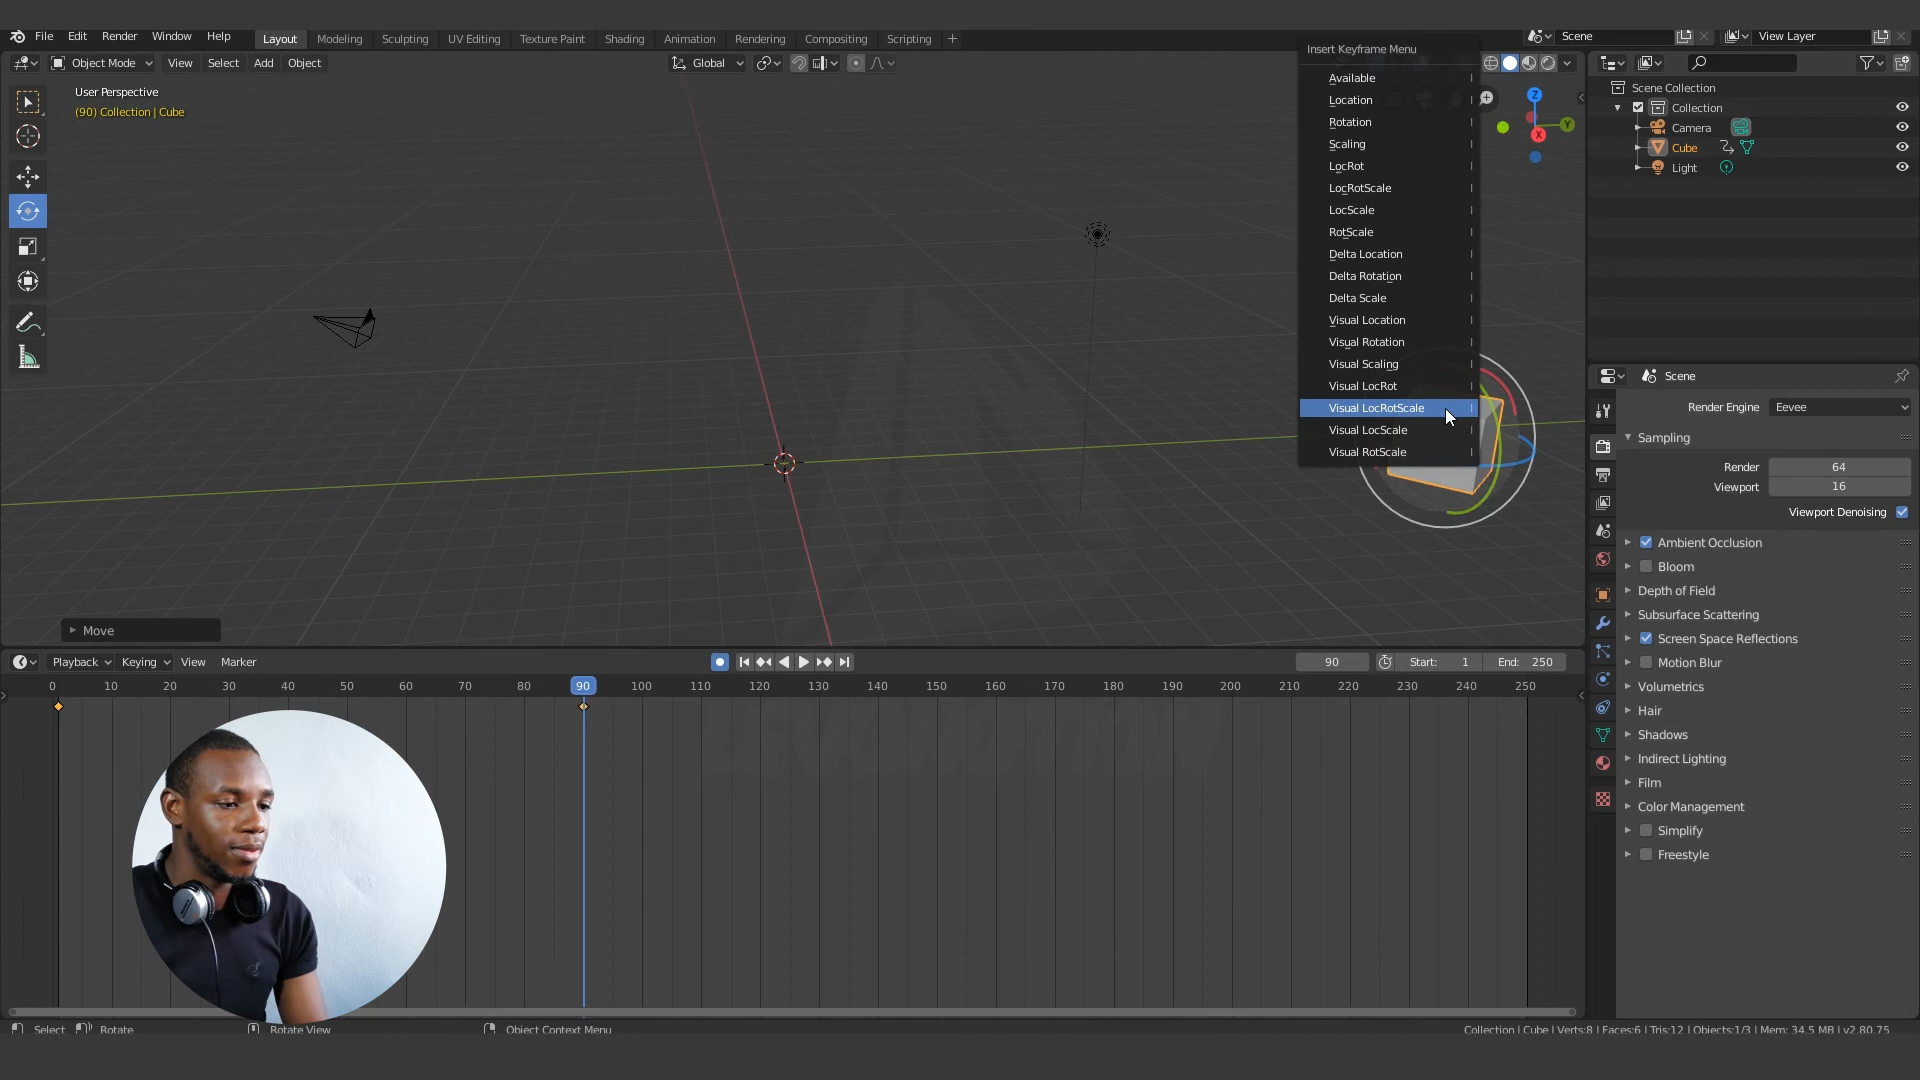 File Edit Render Window Help
Layout Modeling Sculpting UV Editing Texture Paint Shading Animation Rendering Compositing Scripting +
Scene
View Layer
Object Mode View Select Add Object
Global
User Perspective
(90) Collection | Cube
Insert Keyframe Menu
Available I
Location I
Rotation I
Scaling I
LocRot I
LocRotScale I
LocScale I
RotScale I
Delta Location I
Delta Rotation I
Delta Scale I
Visual Location I
Visual Rotation I
Visual Scaling I
Visual LocRot I
Visual LocRotScale I
Visual LocScale I
Visual RotScale I
Z
Y
X
Move
Scene Collection
Collection
Camera
Cube
Light
Scene
Render Engine Eevee
Sampling
Render 64
Viewport 16
Viewport Denoising
Ambient Occlusion
Bloom
Depth of Field
Subsurface Scattering
Screen Space Reflections
Motion Blur
Volumetrics
Hair
Shadows
Indirect Lighting
Film
Color Management
Simplify
Freestyle
Playback Keying View Marker
90
Start: 1
End: 250
0 10 20 30 40 50 60 70 80 90 100 110 120 130 140 150 160 170 180 190 200 210 220 230 240 250
Select Rotate Rotate View Object Context Menu
Collection | Cube | Verts:8 | Faces:6 | Tris:12 | Objects:1/3 | Mem: 34.5 MB | v2.80.75